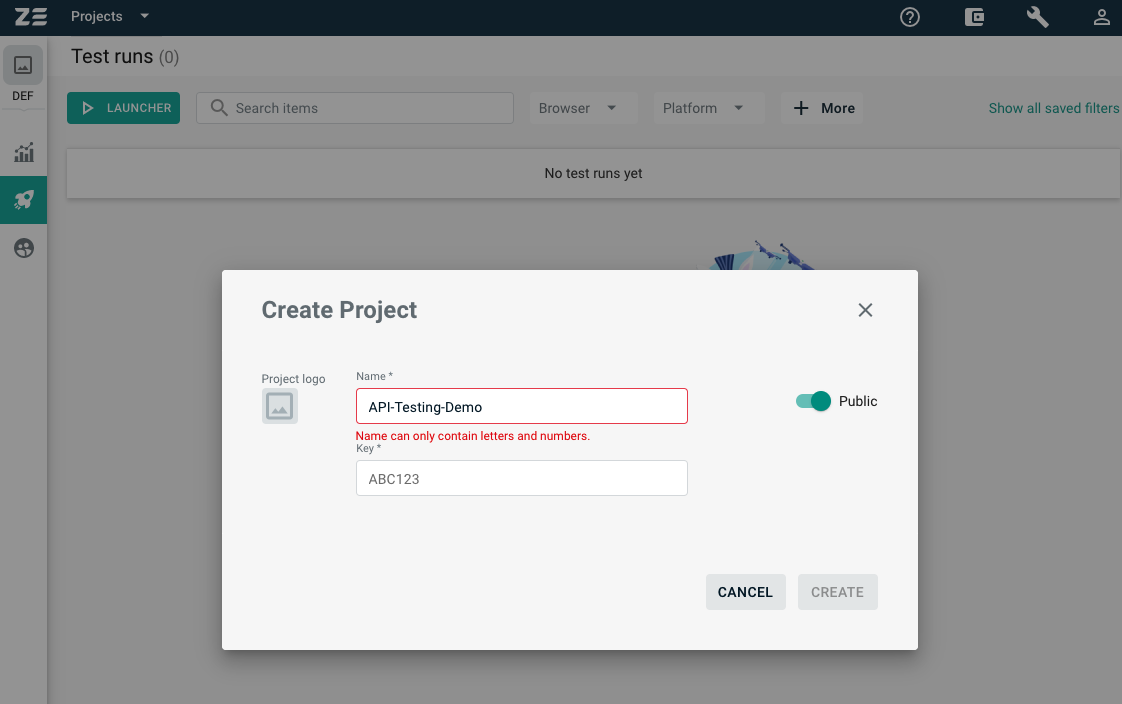 ZE Projects
Test runs (0)
DEF
LAUNCHER Search items Browser Platform More Show all saved filters
No test runs yet
Create Project
Project logo
Name *
API-Testing-Demo
Public
Name can only contain letters and numbers.
Key *
ABC123
CANCEL CREATE